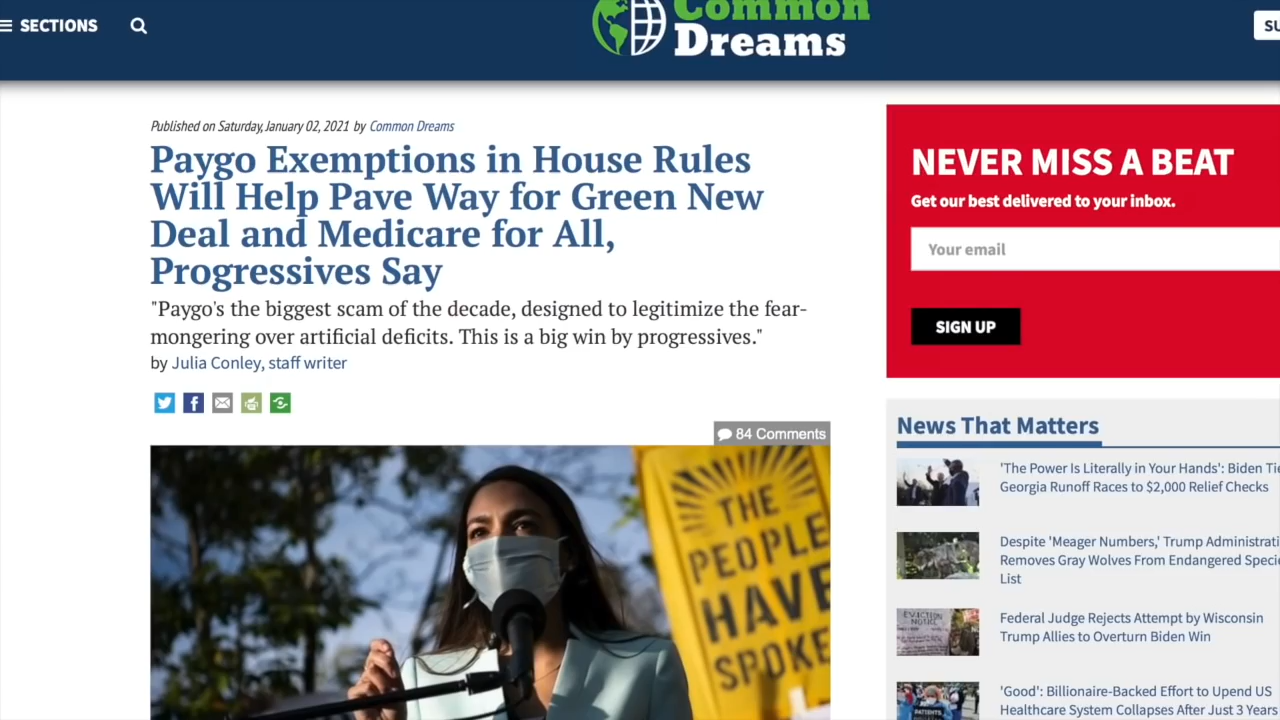 SECTIONS
Common
Dreams
SU
Published on Saturday, January 02, 2021 by Common Dreams
Paygo Exemptions in House Rules
Will Help Pave Way for Green New
Deal and Medicare for All,
Progressives Say
"Paygo's the biggest scam of the decade, designed to legitimize the fear-
mongering over artificial deficits. This is a big win by progressives."
by Julia Conley, staff writer
84 Comments
THE
PEOPLE
HAVE
SPOKE
NEVER MISS A BEAT
Get our best delivered to your inbox.
Your email
SIGN UP
News That Matters
'The Power Is Literally in Your Hands': Biden Tie
Georgia Runoff Races to $2,000 Relief Checks
Despite 'Meager Numbers,' Trump Administrati
Removes Gray Wolves From Endangered Specie
List
EVICTION
NOTICE
Federal Judge Rejects Attempt by Wisconsin
Trump Allies to Overturn Biden Win
PATIENTS
'Good': Billionaire-Backed Effort to Upend US
Healthcare System Collapses After Just 3 Years